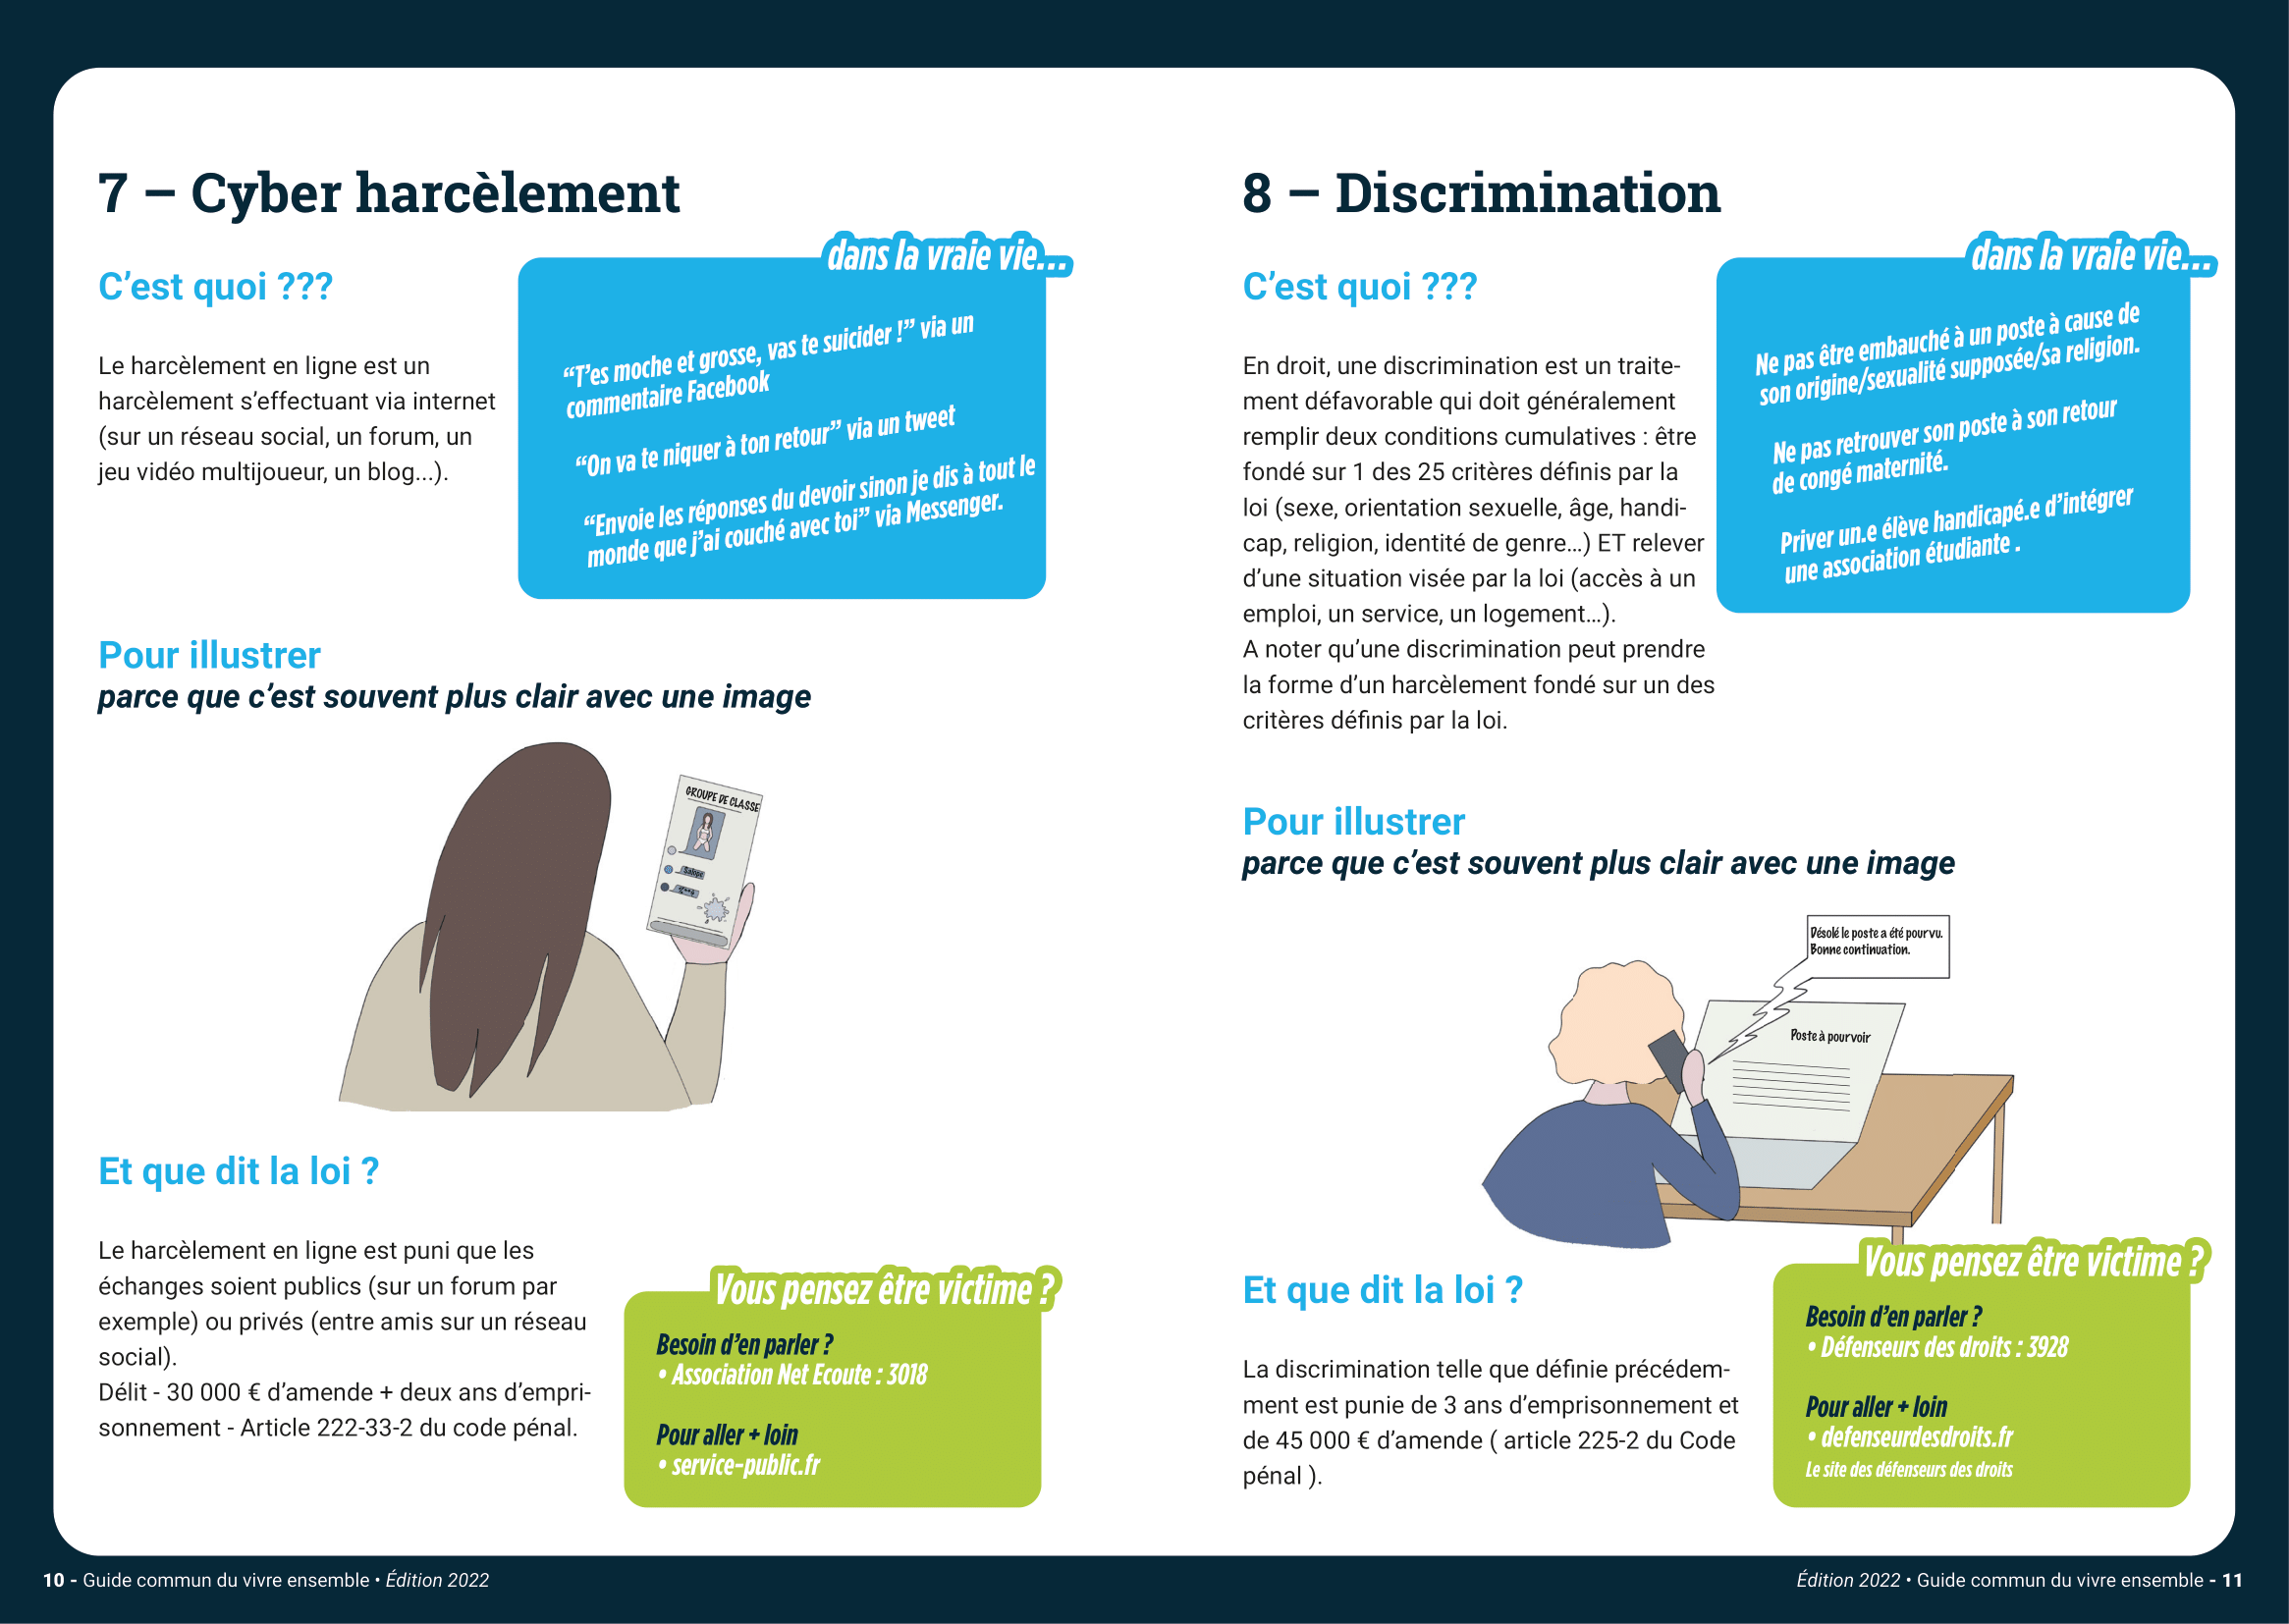 7 – Cyber harcèlement
C’est quoi ???
Le harcèlement en ligne est un
harcèlement s’effectuant via internet
(sur un réseau social, un forum, un
jeu vidéo multijoueur, un blog...).
dans la vraie vie...
“T’es moche et grosse, vas te suicider !” via un
commentaire Facebook
“On va te niquer à ton retour” via un tweet
“Envoie les réponses du devoir sinon je dis à tout le
monde que j’ai couché avec toi” via Messenger.
Pour illustrer
parce que c’est souvent plus clair avec une image
GROUPE DE CLASSE
Salope
Et que dit la loi ?
Le harcèlement en ligne est puni que les
échanges soient publics (sur un forum par
exemple) ou privés (entre amis sur un réseau
social).
Délit - 30 000 € d’amende + deux ans d’empri-
sonnement - Article 222-33-2 du code pénal.
Vous pensez être victime ?
Besoin d’en parler ?
• Association Net Ecoute : 3018
Pour aller + loin
• service-public.fr
10 - Guide commun du vivre ensemble • Édition 2022
8 – Discrimination
C’est quoi ???
En droit, une discrimination est un traite-
ment défavorable qui doit généralement
remplir deux conditions cumulatives : être
fondé sur 1 des 25 critères définis par la
loi (sexe, orientation sexuelle, âge, handi-
cap, religion, identité de genre…) ET relever
d’une situation visée par la loi (accès à un
emploi, un service, un logement…).
A noter qu’une discrimination peut prendre
la forme d’un harcèlement fondé sur un des
critères définis par la loi.
dans la vraie vie...
Ne pas être embauché à un poste à cause de
son origine/sexualité supposée/sa religion.
Ne pas retrouver son poste à son retour
de congé maternité.
Priver un.e élève handicapé.e d’intégrer
une association étudiante .
Pour illustrer
parce que c’est souvent plus clair avec une image
Désolé le poste a été pourvu.
Bonne continuation.
Poste à pourvoir
Et que dit la loi ?
La discrimination telle que définie précédem-
ment est punie de 3 ans d’emprisonnement et
de 45 000 € d’amende ( article 225-2 du Code
pénal ).
Vous pensez être victime ?
Besoin d’en parler ?
• Défenseurs des droits : 3928
Pour aller + loin
• defenseurdesdroits.fr
Le site des défenseurs des droits
Édition 2022 • Guide commun du vivre ensemble - 11